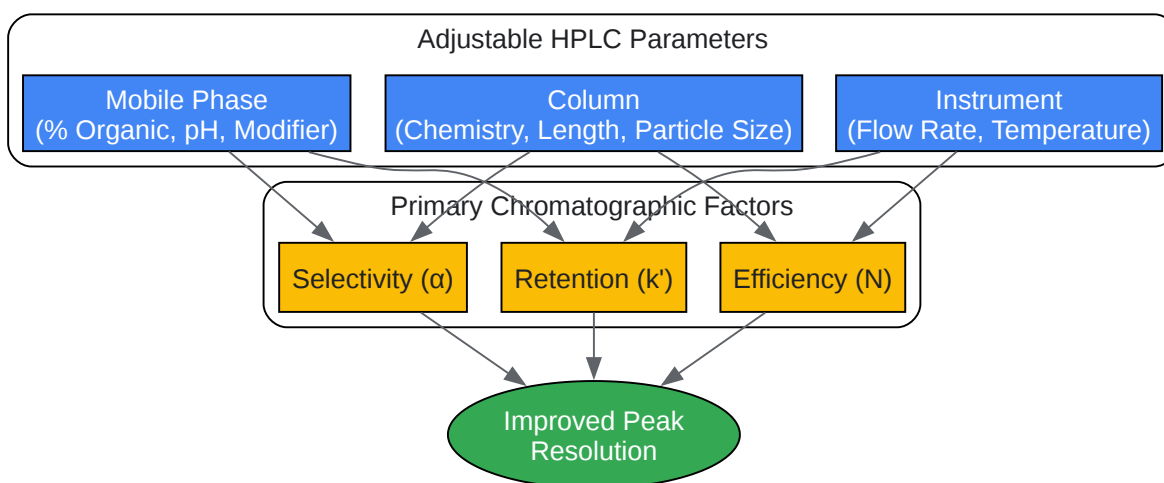 Adjustable HPLC Parameters
Mobile Phase
(% Organic, pH, Modifier)
Column
(Chemistry, Length, Particle Size)
Instrument
(Flow Rate, Temperature)
Primary Chromatographic Factors
Selectivity (α)
Retention (k')
Efficiency (N)
Improved Peak
Resolution